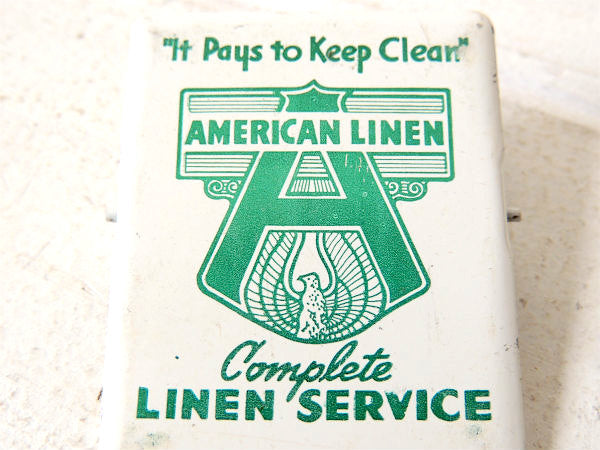 "It Pays to Keep Clean"
AMERICAN LINEN
Complete
LINEN SERVICE